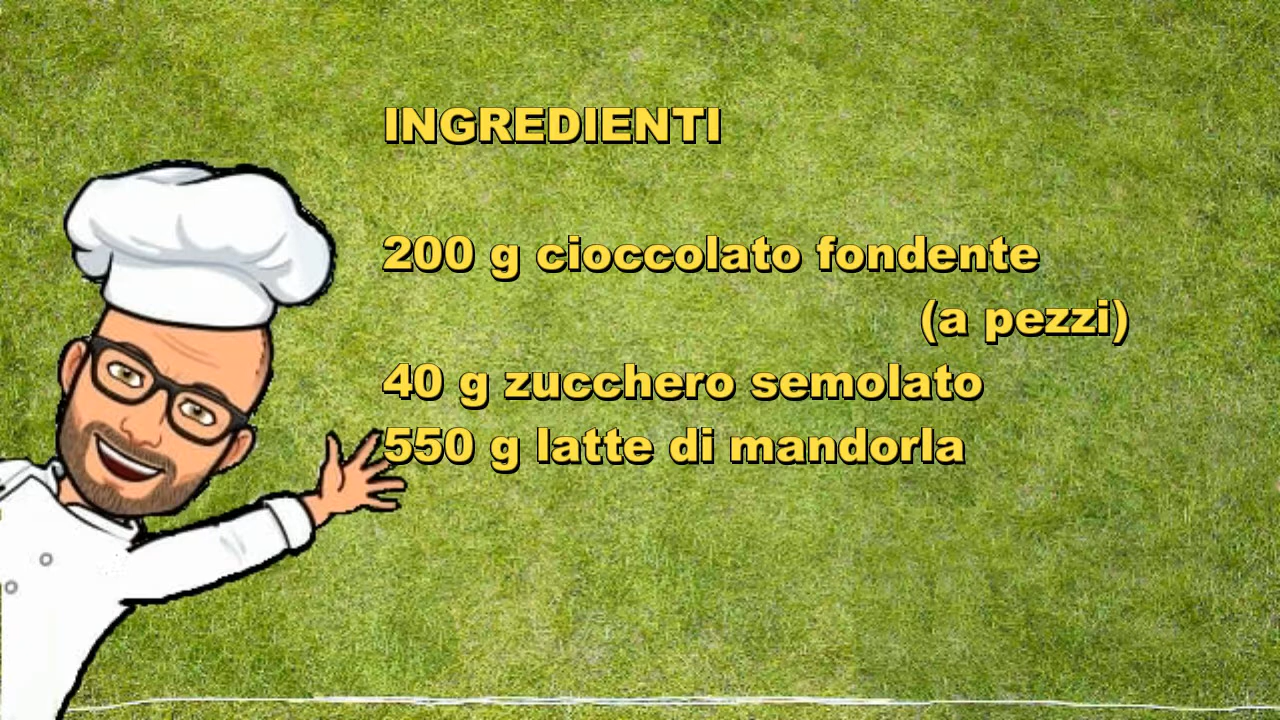 INGREDIENTI
200 g cioccolato fondente
(a pezzi)
40 g zucchero semolato
550 g latte di mandorla